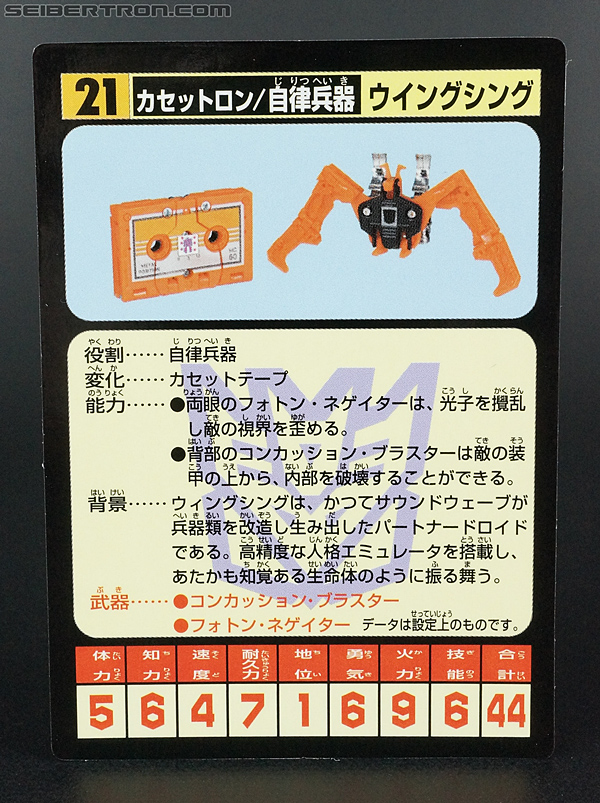 SEIBERTRON.COM
21 カセットロン/自律兵器 ウイングシング
METAL POSITION
MC 60
役割……自律兵器
変化……カセットテープ
能力……●両眼のフォトン・ネゲイターは、光子を攪乱
し敵の視界を歪める。
●背部のコンカッション・ブラスターは敵の装
甲の上から、内部を破壊することができる。
背景……ウィングシングは、かつてサウンドウェーブが
兵器類を改造し生み出したパートナードロイド
である。高精度な人格エミュレータを搭載し、
あたかも知覚ある生命体のように振る舞う。
武器……●コンカッション・ブラスター
●フォトン・ネゲイター データは設定上のものです。
体力 知力 速度 耐久力 地位 勇気 火力 技能 合計
5 6 4 7 1 6 9 6 44